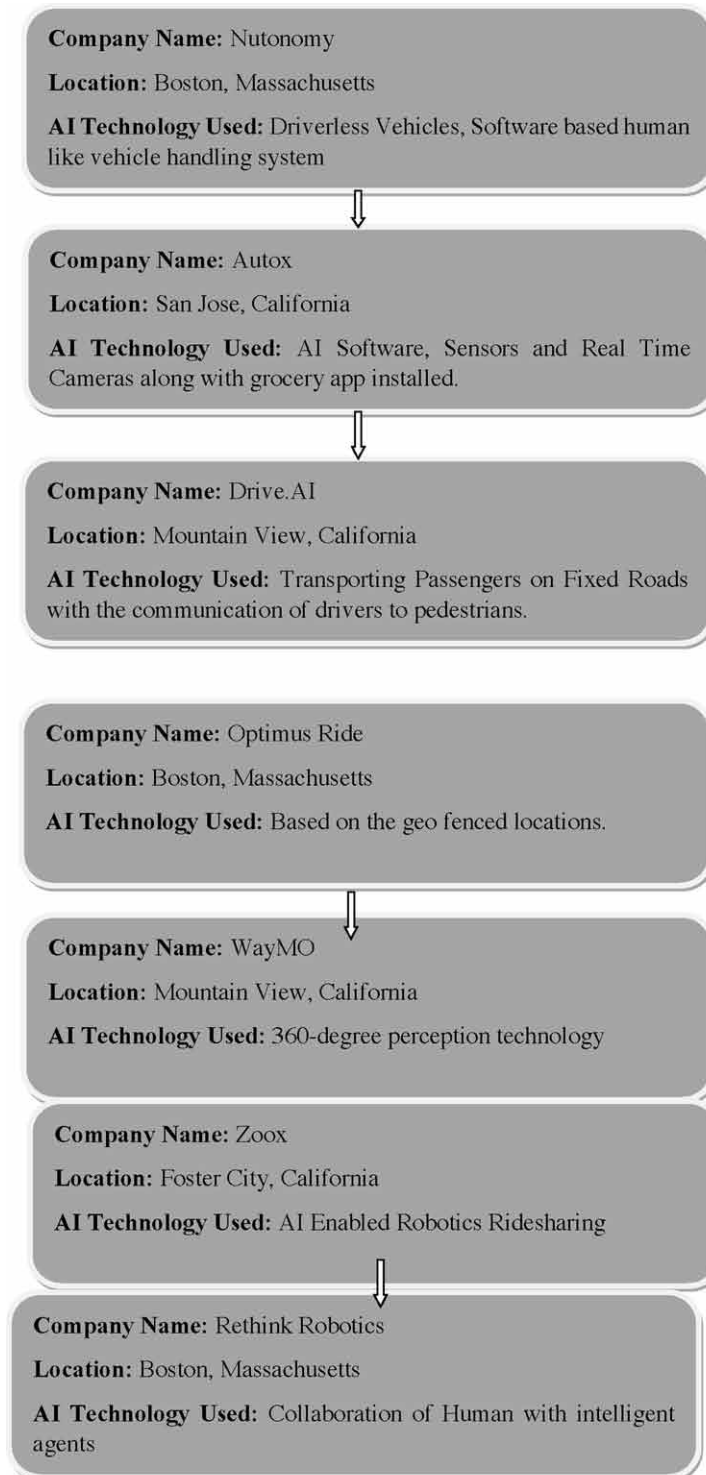 Company Name: Nutonomy
Location: Boston, Massachusetts
AI Technology Used: Driverless Vehicles, Software based human
like vehicle handling system
Company Name: Autox
Location: San Jose, California
AI Technology Used: AI Software, Sensors and Real Time
Cameras along with grocery app installed.
Company Name: Drive.AI
Location: Mountain View, California
AI Technology Used: Transporting Passengers on Fixed Roads
with the communication of drivers to pedestrians.
Company Name: Optimus Ride
Location: Boston, Massachusetts
AI Technology Used: Based on the geo fenced locations.
Company Name: WayMO
Location: Mountain View, California
AI Technology Used: 360-degree perception technology
Company Name: Zoox
Location: Foster City, California
AI Technology Used: AI Enabled Robotics Ridesharing
Company Name: Rethink Robotics
Location: Boston, Massachusetts
AI Technology Used: Collaboration of Human with intelligent
agents